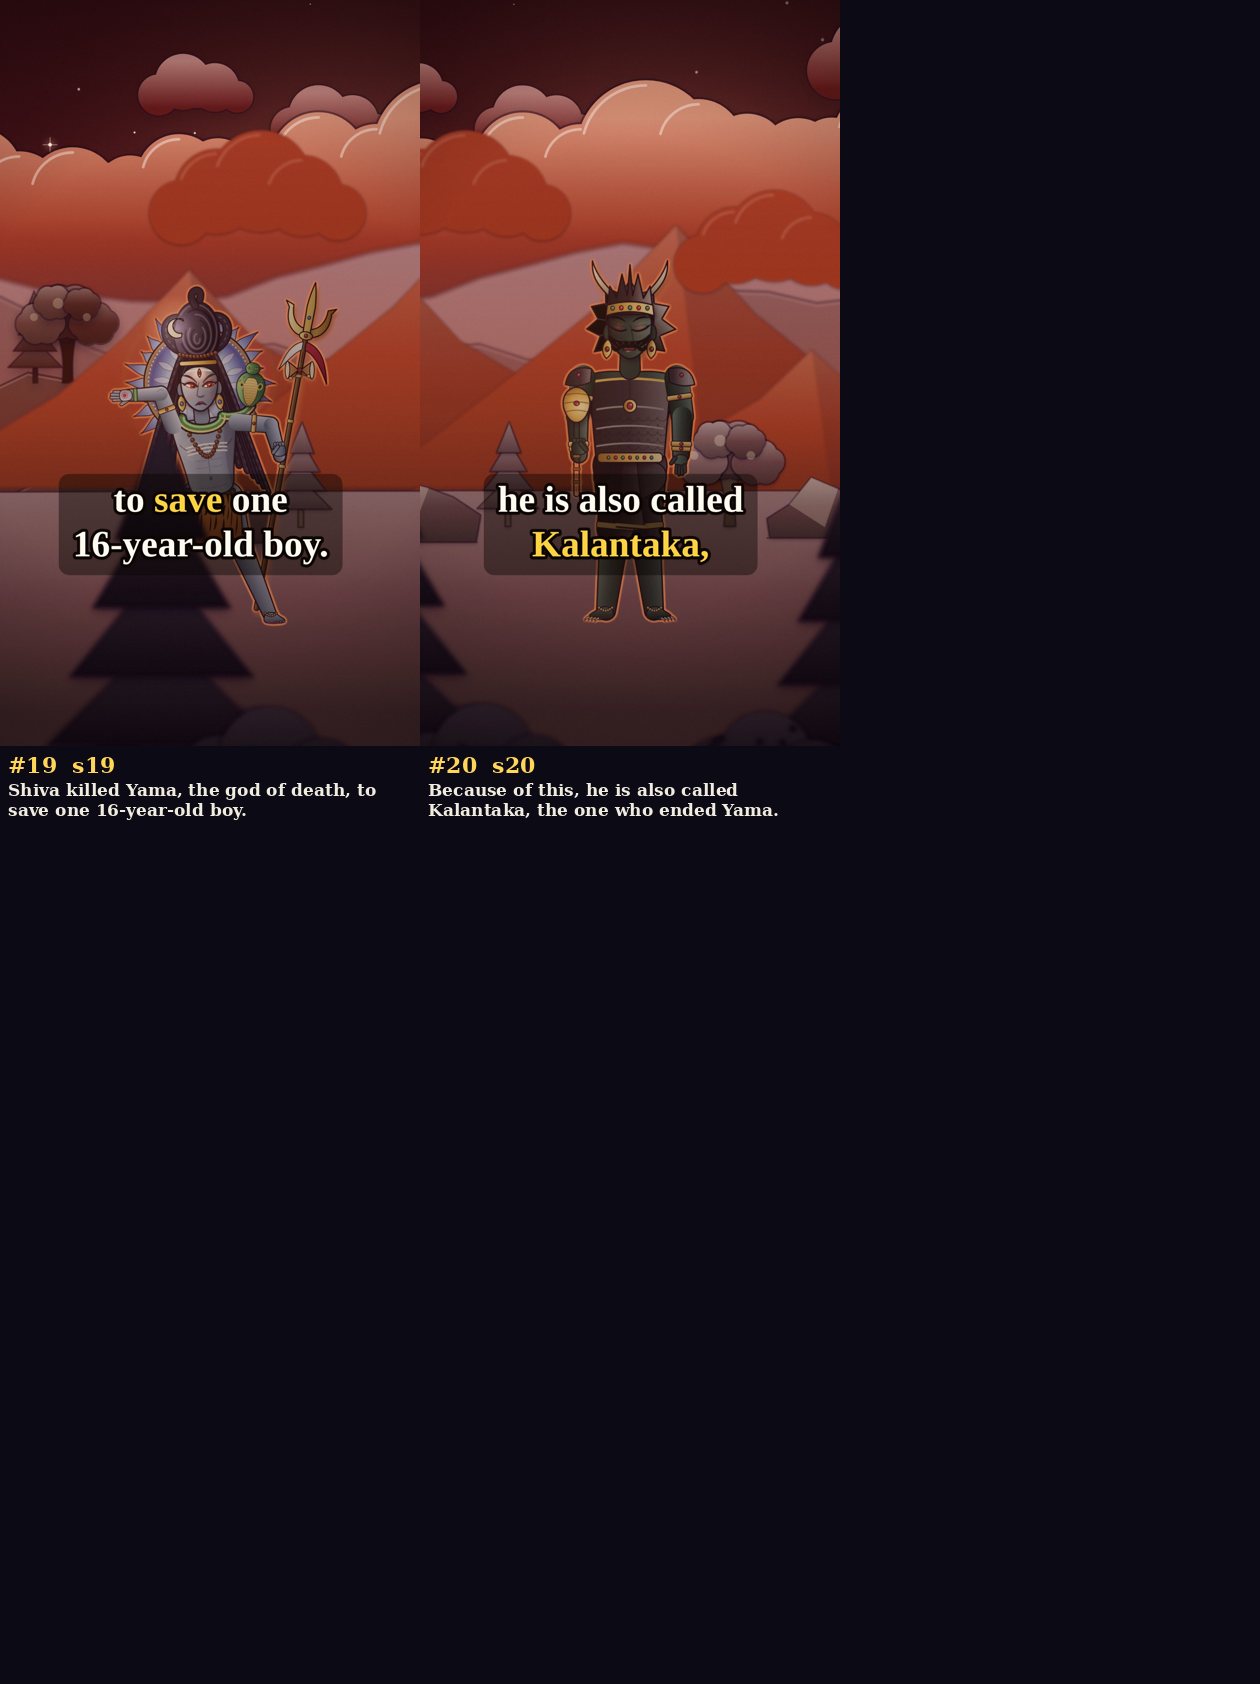 to save one
16-year-old boy.
he is also called
Kalantaka,
#19 s19
Shiva killed Yama, the god of death, to
save one 16-year-old boy.
#20 s20
Because of this, he is also called
Kalantaka, the one who ended Yama.